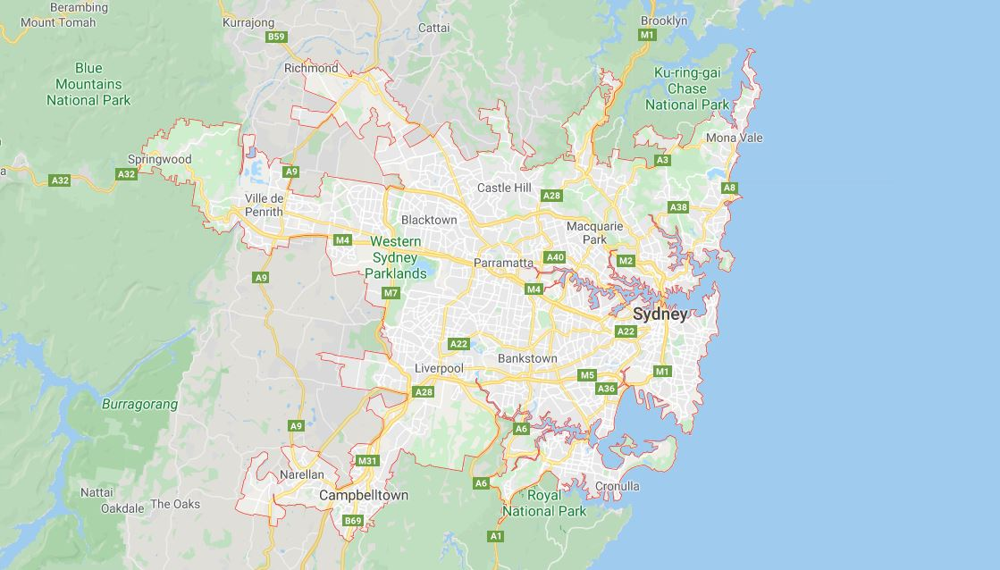 Berambing
Mount Tomah
Kurrajong
B59
Cattai
Brooklyn
M1
Richmond
Blue
Mountains
National Park
Ku-ring-gai
Chase
National Park
Mona Vale
Springwood
A3
a
A32
A32
A9
A8
Castle Hill
A28
Ville de
Penrith
A38
Blacktown
Macquarie
Park
M4
Western
Sydney
Parklands
Parramatta
A40
M2
A9
M7
M4
Sydney
A22
A22
Bankstown
Liverpool
M1
M5
A28
A36
Burragorang
A9
A6
M31
Narellan
A6
Cronulla
Nattai
Oakdale
The Oaks
Campbelltown
Royal
National Park
B69
A1